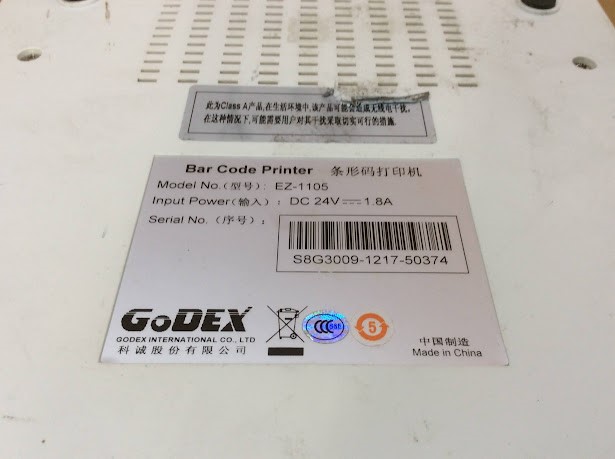 此为Class A产品,在生活环境中,该产品可能会造成无线电干扰,
在这种情况下,可能需要用户对其干扰采取切实可行的措施.
Bar Code Printer 条形码打印机
Model No.(型号): EZ-1105
Input Power(输入): DC 24V⎓1.8A
Serial No. (序号):
S8G3009-1217-50374
GODEX
GODEX INTERNATIONAL CO., LTD
科诚股份有限公司
CCC S&E
5
中国制造
Made in China